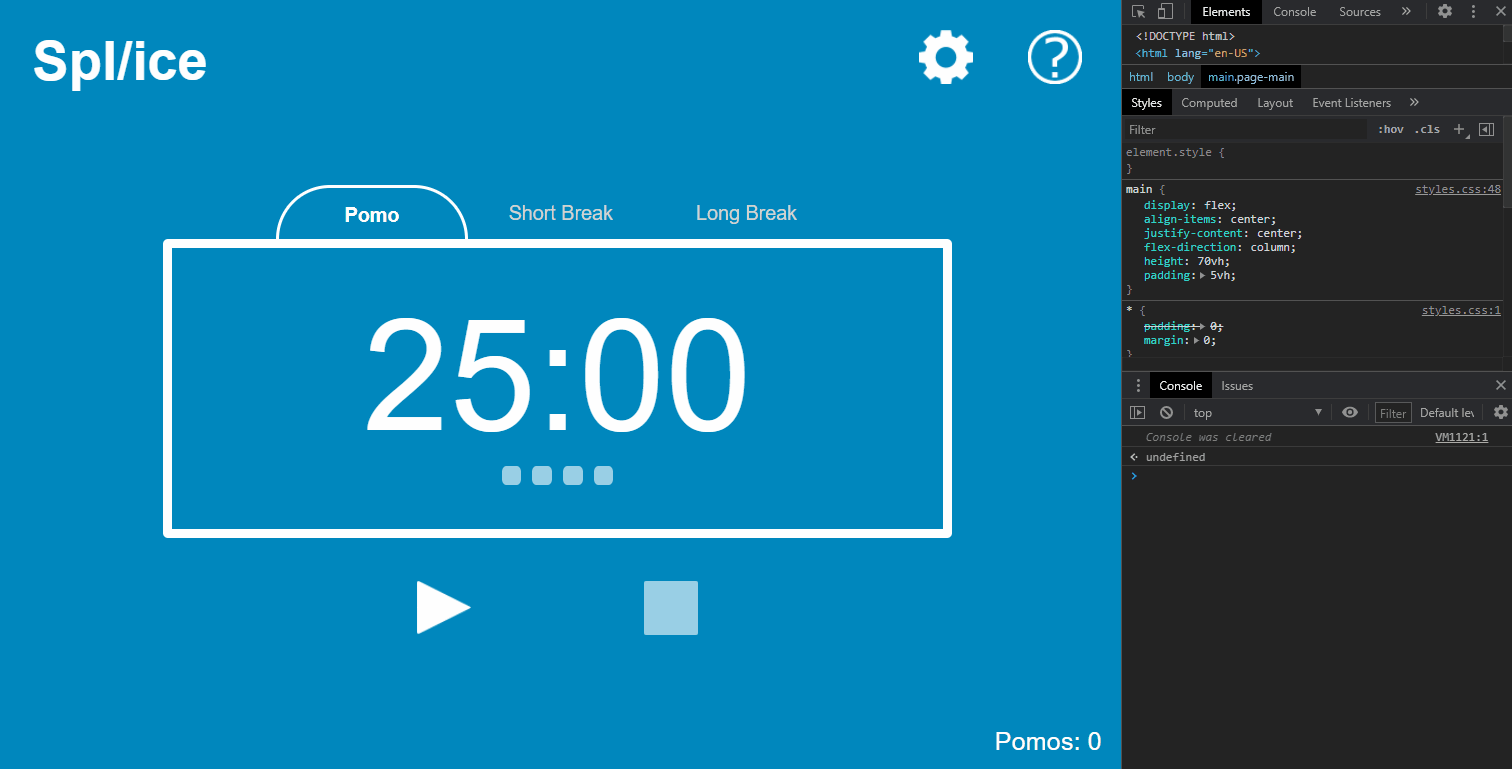 Spl/ice
Pomo Short Break Long Break
25:00
Pomos: 0
Elements Console Sources »
<!DOCTYPE html>
<html lang="en-US">
html body main.page-main
Styles Computed Layout Event Listeners »
Filter :hov .cls +
element.style {
}
main { styles.css:48
display: flex;
align-items: center;
justify-content: center;
flex-direction: column;
height: 70vh;
padding: 5vh;
}
* { styles.css:1
padding: 0;
margin: 0;
}
Console Issues
top Filter Default lev
Console was cleared VM1121:1
undefined